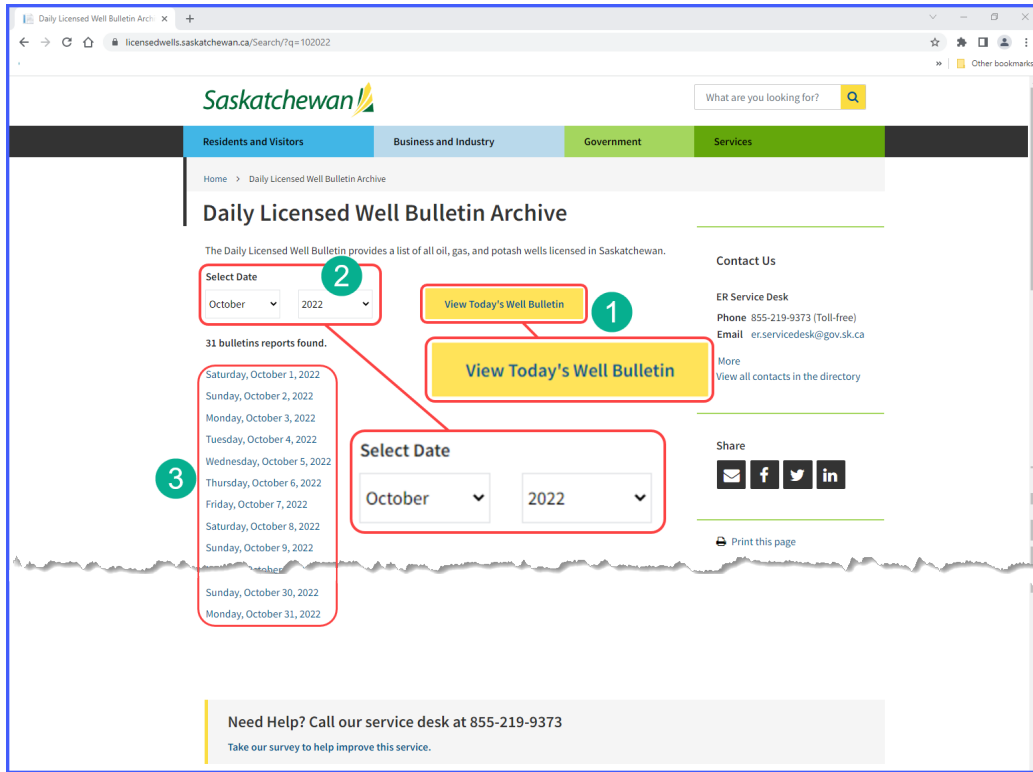 Daily Licensed Well Bulletin Arch
licensedwells.saskatchewan.ca/Search/?q=102022
Other bookmarks
Saskatchewan
What are you looking for?
Residents and Visitors
Business and Industry
Government
Services
Home > Daily Licensed Well Bulletin Archive
Daily Licensed Well Bulletin Archive
The Daily Licensed Well Bulletin provides a list of all oil, gas, and potash wells licensed in Saskatchewan.
Select Date
2
October
2022
View Today's Well Bulletin
1
View Today's Well Bulletin
31 bulletins reports found.
3
Saturday, October 1, 2022
Sunday, October 2, 2022
Monday, October 3, 2022
Tuesday, October 4, 2022
Wednesday, October 5, 2022
Thursday, October 6, 2022
Friday, October 7, 2022
Saturday, October 8, 2022
Sunday, October 9, 2022
Sunday, October 30, 2022
Monday, October 31, 2022
Select Date
October
2022
Contact Us
ER Service Desk
Phone 855-219-9373 (Toll-free)
Email er.servicedesk@gov.sk.ca
More
View all contacts in the directory
Share
f
in
Print this page
Need Help? Call our service desk at 855-219-9373
Take our survey to help improve this service.